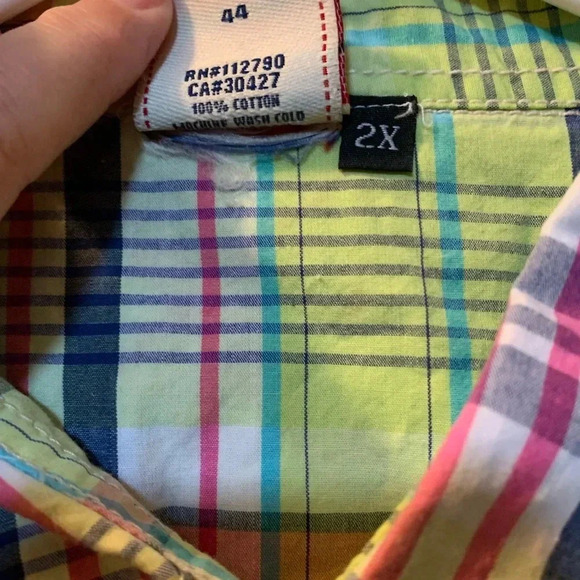 44
RN#112790
CA#30427
100% COTTON
MACHINE WASH COLD
2X